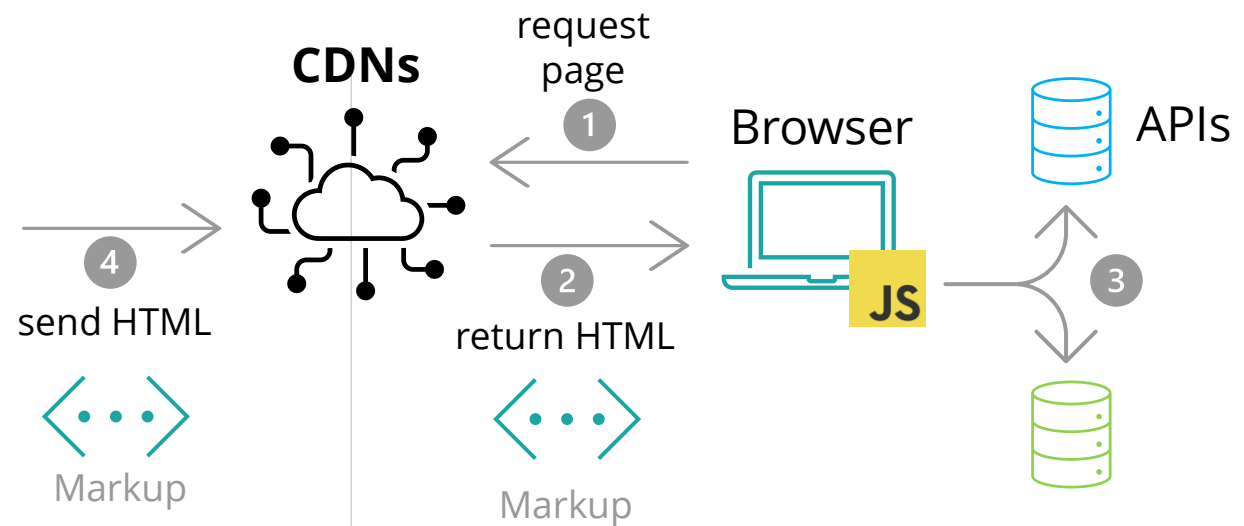 request
page
CDNs
1
Browser
APIs
4
2
3
JS
send HTML
return HTML
Markup
Markup